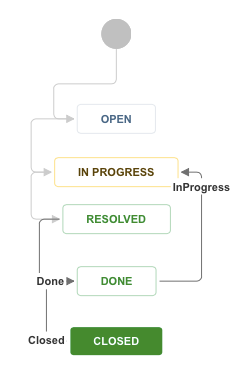 OPEN
IN PROGRESS
InProgress
RESOLVED
Done
DONE
Closed
CLOSED